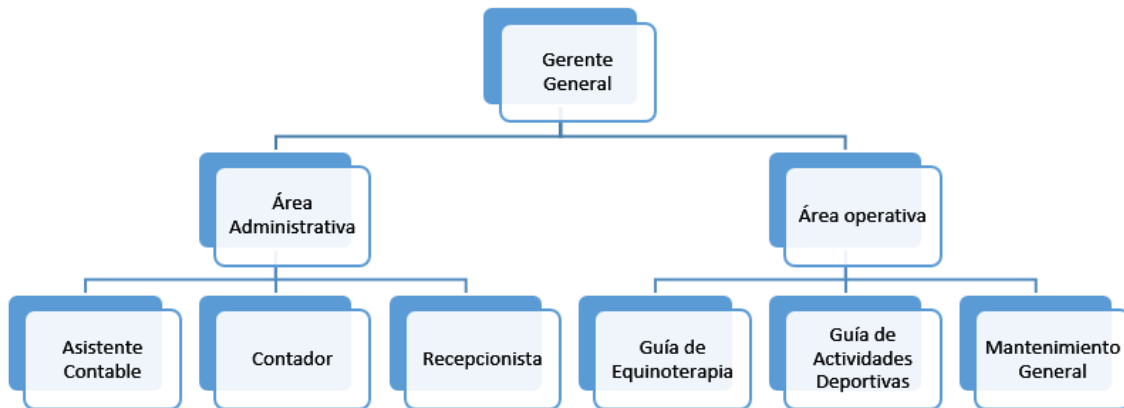 Gerente
General
Área
Administrativa
Área operativa
Asistente
Contable
Contador
Recepcionista
Guía de
Equinoterapia
Guía de
Actividades
Deportivas
Mantenimiento
General